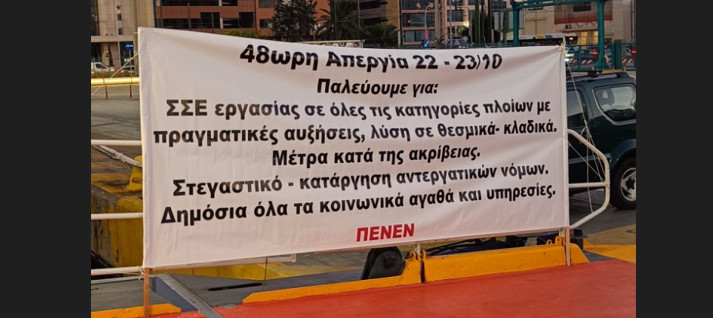 48ωρη Απεργία 22 - 23/10
Παλεύουμε για:
ΣΣΕ εργασίας σε όλες τις κατηγορίες πλοίων με
πραγματικές αυξήσεις, λύση σε θεσμικά- κλαδικά.
Μέτρα κατά της ακρίβειας.
Στεγαστικό - κατάργηση αντεργατικών νόμων.
Δημόσια όλα τα κοινωνικά αγαθά και υπηρεσίες.
ΠΕΝΕΝ